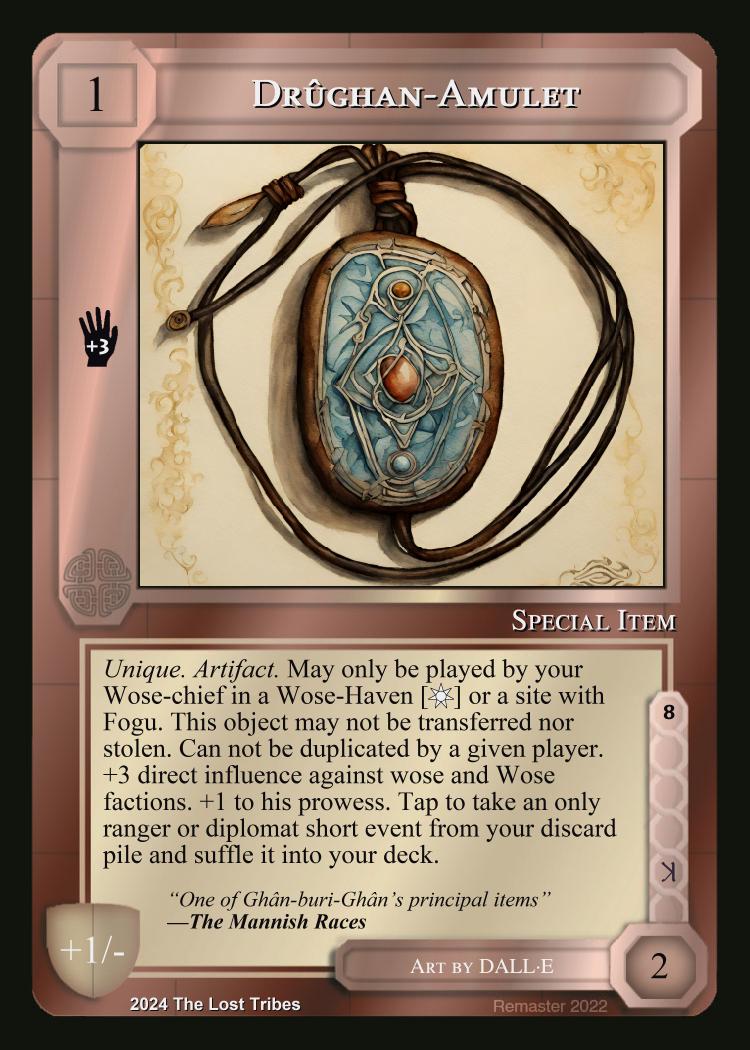 1
Drûghan-Amulet
+3
Special Item
Unique. Artifact. May only be played by your
Wose-chief in a Wose-Haven [☼] or a site with
Fogu. This object may not be transferred nor
stolen. Can not be duplicated by a given player.
+3 direct influence against wose and Wose
factions. +1 to his prowess. Tap to take an only
ranger or diplomat short event from your discard
pile and suffle it into your deck.
8
“One of Ghân-buri-Ghân’s principal items”
—The Mannish Races
+1/-
Art by DALL·E
2
2024 The Lost Tribes
Remaster 2022